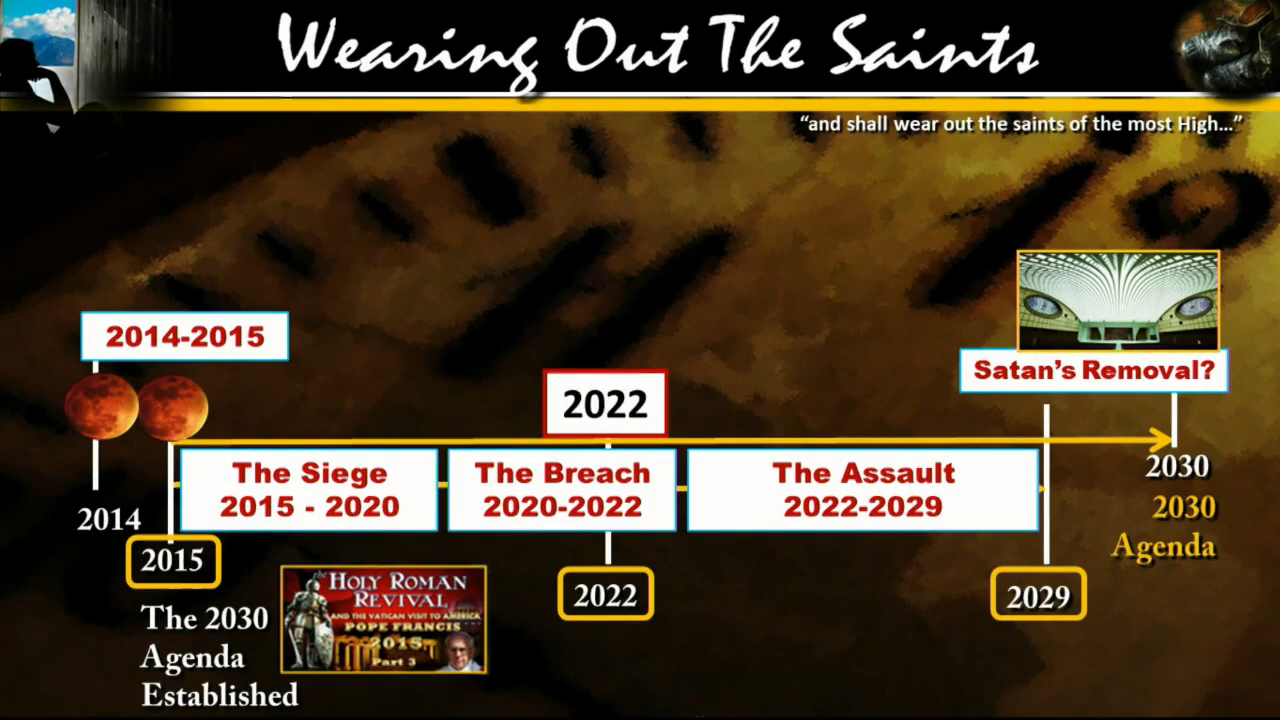 Wearing Out The Saints
“and shall wear out the saints of the most High...”
2014-2015
Satan’s Removal?
2022
The Siege
2015 - 2020
The Breach
2020-2022
The Assault
2022-2029
2030
2030
Agenda
2014
2015
2022
2029
The 2030
Agenda
Established
the HOLY ROMAN
REVIVAL
AND THE VATICAN VISIT TO AMERICA
POPE FRANCIS
2015
Part 3